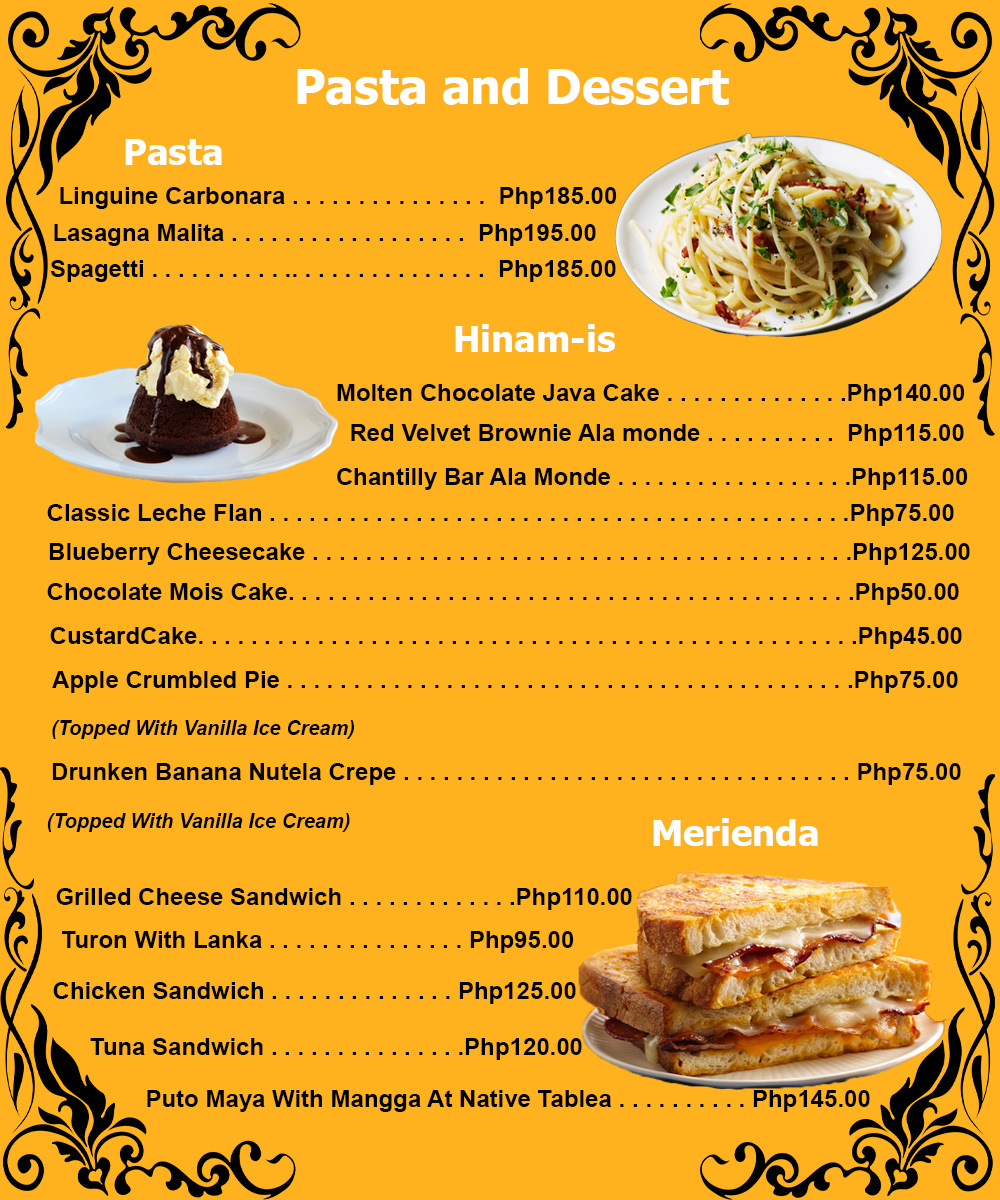 Pasta and Dessert
Pasta
Linguine Carbonara . . . . . . . . . . . . . . . Php185.00
Lasagna Malita . . . . . . . . . . . . . . . . . . Php195.00
Spagetti . . . . . . . . . . .. . . . . . . . . . . . . . . Php185.00
Hinam-is
Molten Chocolate Java Cake . . . . . . . . . . . . . .Php140.00
Red Velvet Brownie Ala monde . . . . . . . . . . Php115.00
Chantilly Bar Ala Monde . . . . . . . . . . . . . . . . . .Php115.00
Classic Leche Flan . . . . . . . . . . . . . . . . . . . . . . . . . . . . . . . . . . . . . . . . . . . .Php75.00
Blueberry Cheesecake . . . . . . . . . . . . . . . . . . . . . . . . . . . . . . . . . . . . . . . . .Php125.00
Chocolate Mois Cake. . . . . . . . . . . . . . . . . . . . . . . . . . . . . . . . . . . . . . . . . . .Php50.00
CustardCake. . . . . . . . . . . . . . . . . . . . . . . . . . . . . . . . . . . . . . . . . . . . . . . . . .Php45.00
Apple Crumbled Pie . . . . . . . . . . . . . . . . . . . . . . . . . . . . . . . . . . . . . . . . . . .Php75.00
(Topped With Vanilla Ice Cream)
Drunken Banana Nutela Crepe . . . . . . . . . . . . . . . . . . . . . . . . . . . . . . . . . . Php75.00
(Topped With Vanilla Ice Cream)
Merienda
Grilled Cheese Sandwich . . . . . . . . . . . . .Php110.00
Turon With Lanka . . . . . . . . . . . . . . . Php95.00
Chicken Sandwich . . . . . . . . . . . . . . Php125.00
Tuna Sandwich . . . . . . . . . . . . . . .Php120.00
Puto Maya With Mangga At Native Tablea . . . . . . . . . . Php145.00